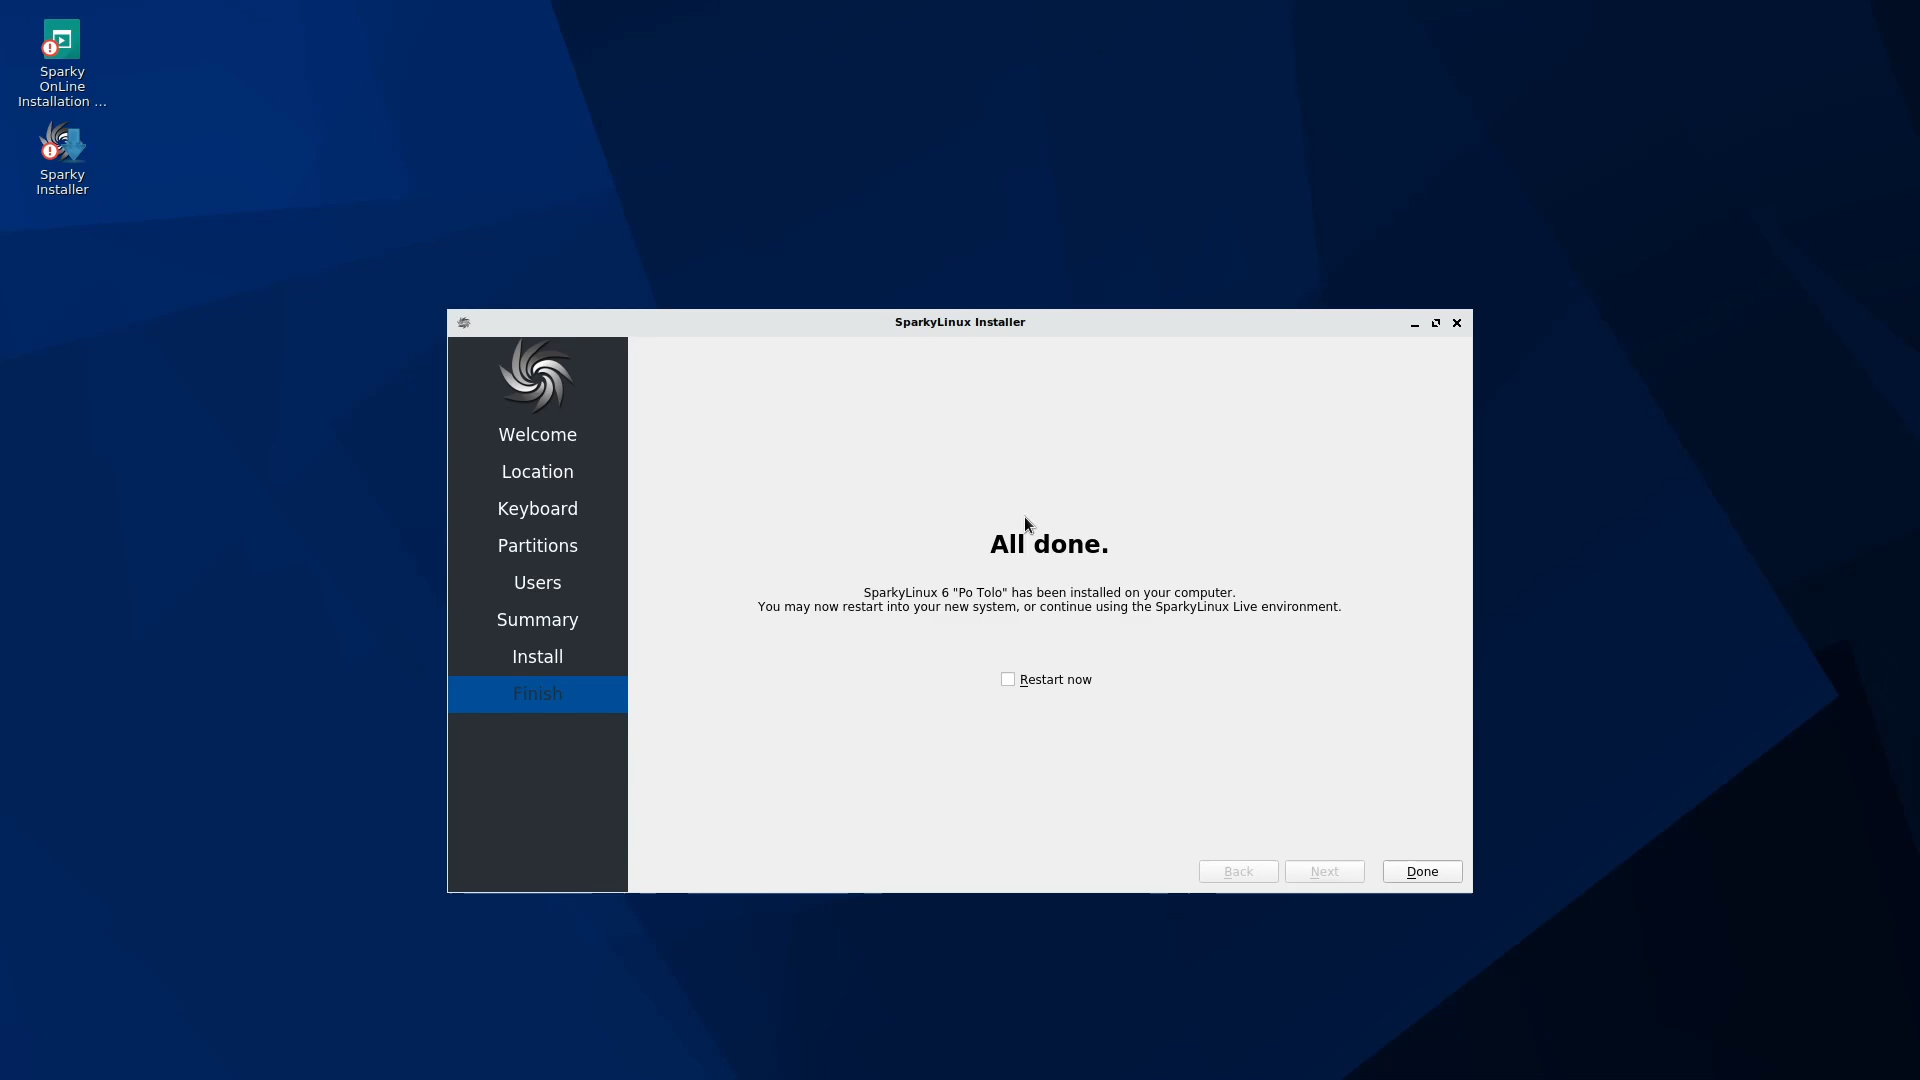 Sparky
OnLine
Installation ...
Sparky
Installer
SparkyLinux Installer
Welcome
Location
Keyboard
Partitions
Users
Summary
Install
Finish
All done.
SparkyLinux 6 "Po Tolo" has been installed on your computer.
You may now restart into your new system, or continue using the SparkyLinux Live environment.
Restart now
Back
Next
Done